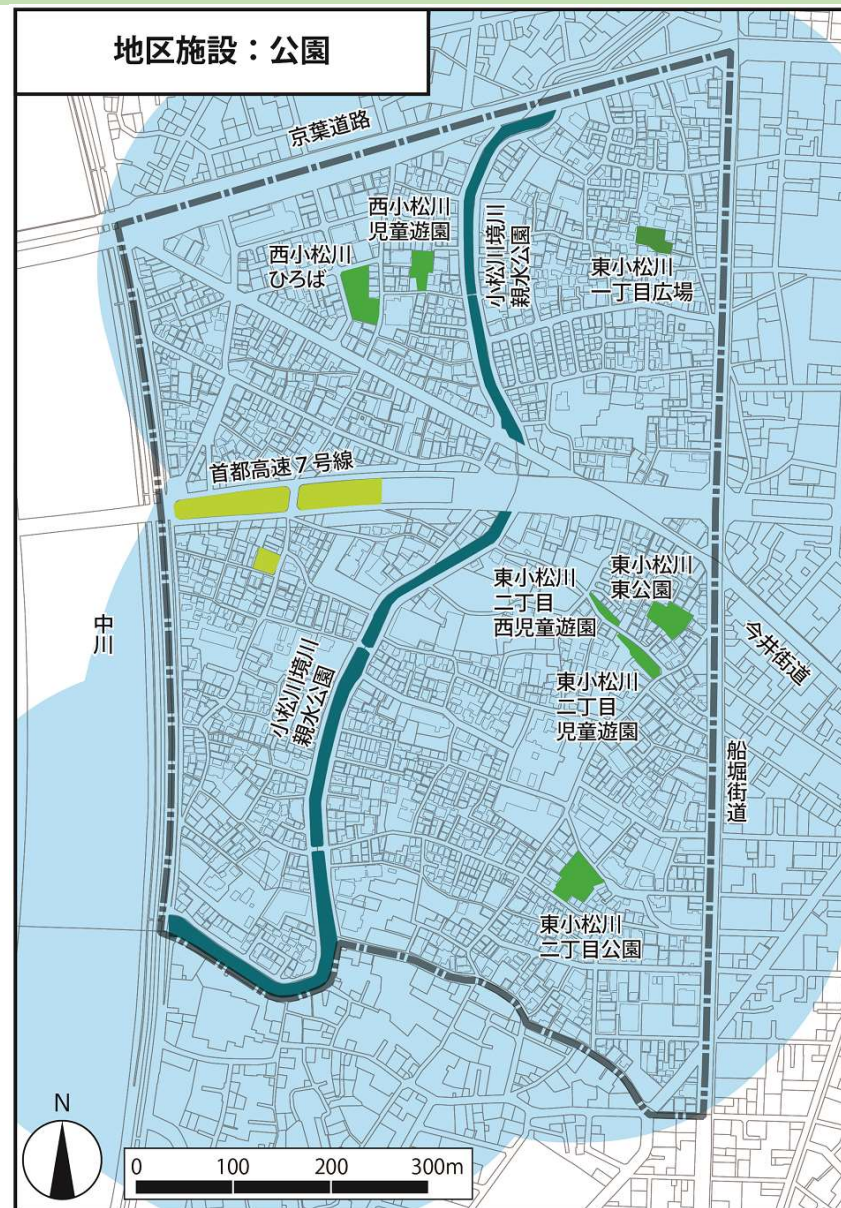 地区施設：公園
京葉道路
西小松川
児童遊園
西小松川
ひろば
小松川境川
親水公園
東小松川
一丁目広場
首都高速７号線
東小松川
二丁目
西児童遊園
東小松川
東公園
中川
今井街道
小松川境川
親水公園
東小松川
二丁目
児童遊園
船堀街道
東小松川
二丁目公園
N
0 100 200 300m